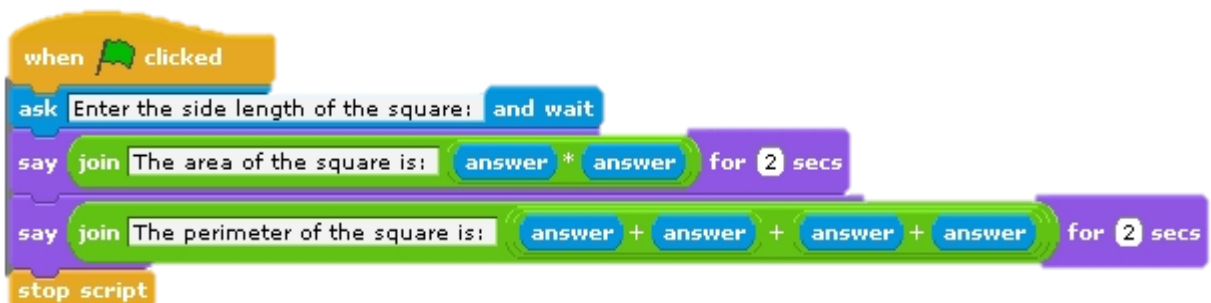 when clicked
ask Enter the side length of the square: and wait
say join The area of the square is: answer * answer for 2 secs
say join The perimeter of the square is: answer + answer + answer + answer for 2 secs
stop script